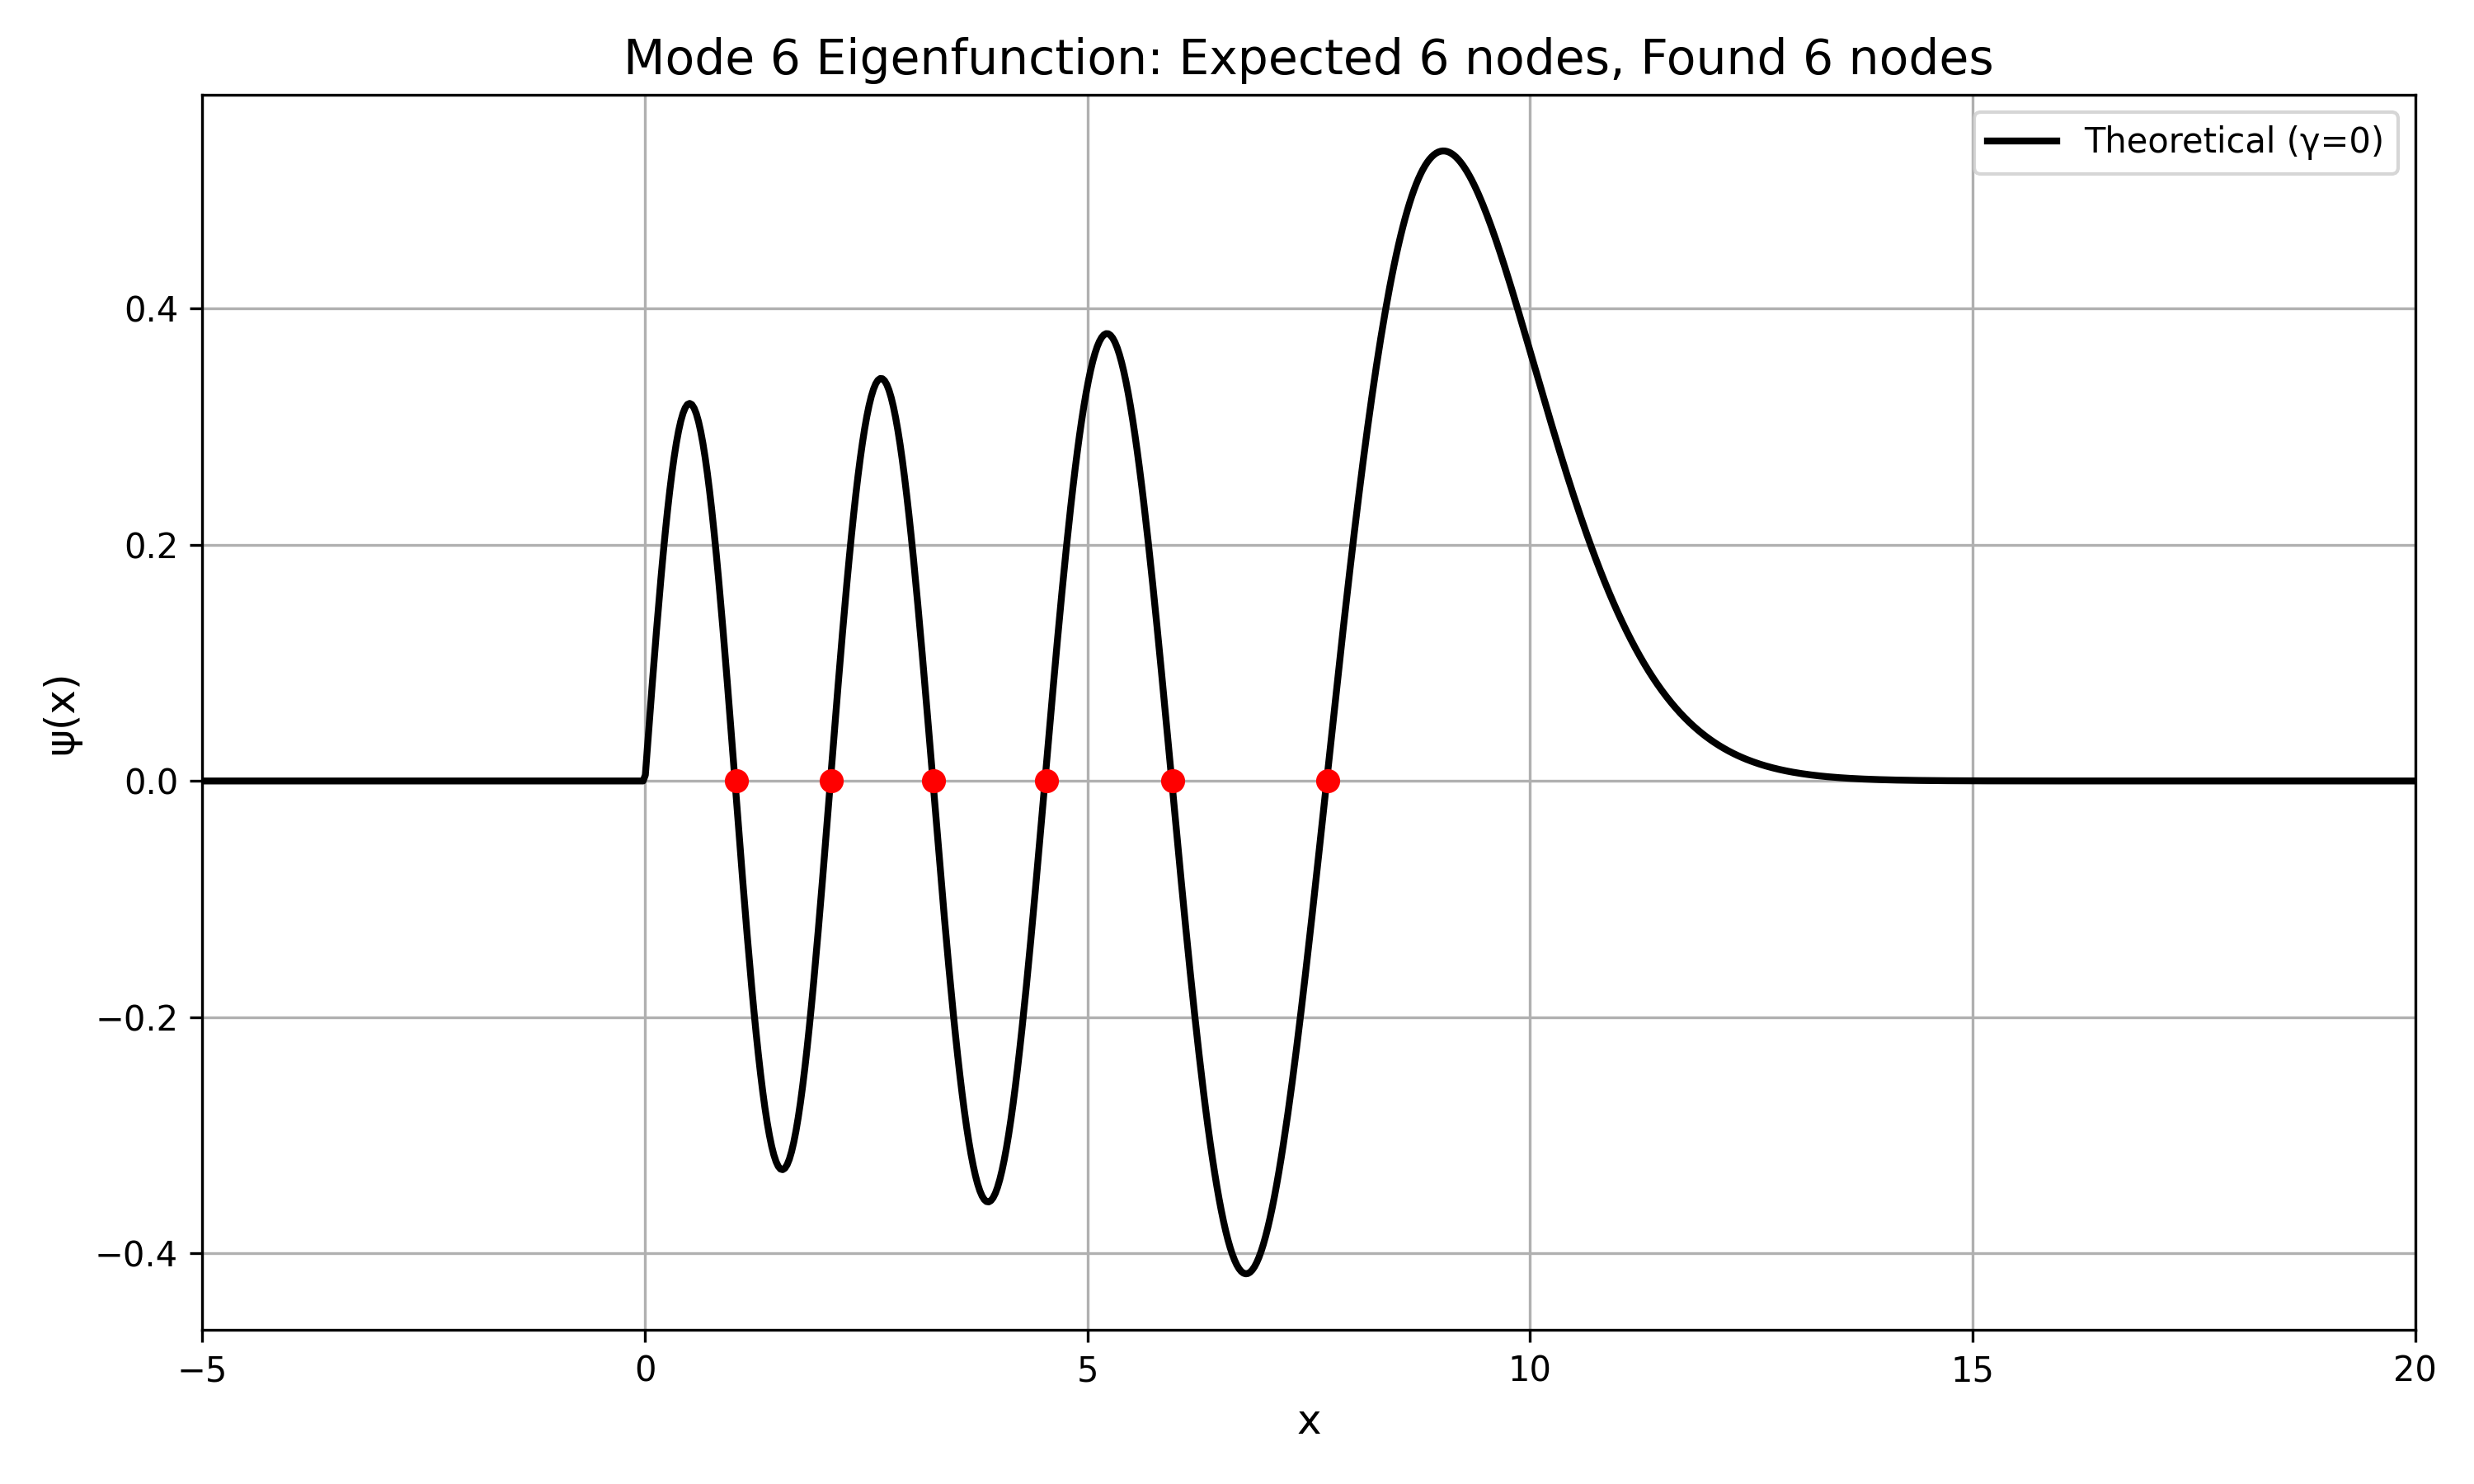 Mode 6 Eigenfunction: Expected 6 nodes, Found 6 nodes
Theoretical (γ=0)
ψ(x)
0.4
0.2
0.0
−0.2
−0.4
−5 0 5 10 15 20
x